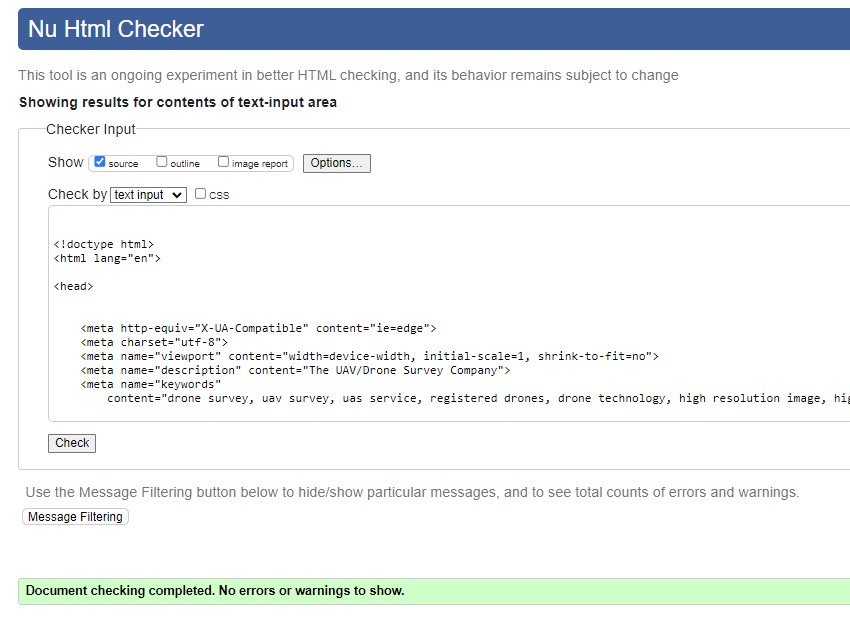 Nu Html Checker
This tool is an ongoing experiment in better HTML checking, and its behavior remains subject to change
Showing results for contents of text-input area
Checker Input
Show source outline image report Options...
Check by text input css
<!doctype html>
<html lang="en">
<head>
<meta http-equiv="X-UA-Compatible" content="ie=edge">
<meta charset="utf-8">
<meta name="viewport" content="width=device-width, initial-scale=1, shrink-to-fit=no">
<meta name="description" content="The UAV/Drone Survey Company">
<meta name="keywords"
content="drone survey, uav survey, uas service, registered drones, drone technology, high resolution image,
Check
Use the Message Filtering button below to hide/show particular messages, and to see total counts of errors and warnings.
Message Filtering
Document checking completed. No errors or warnings to show.